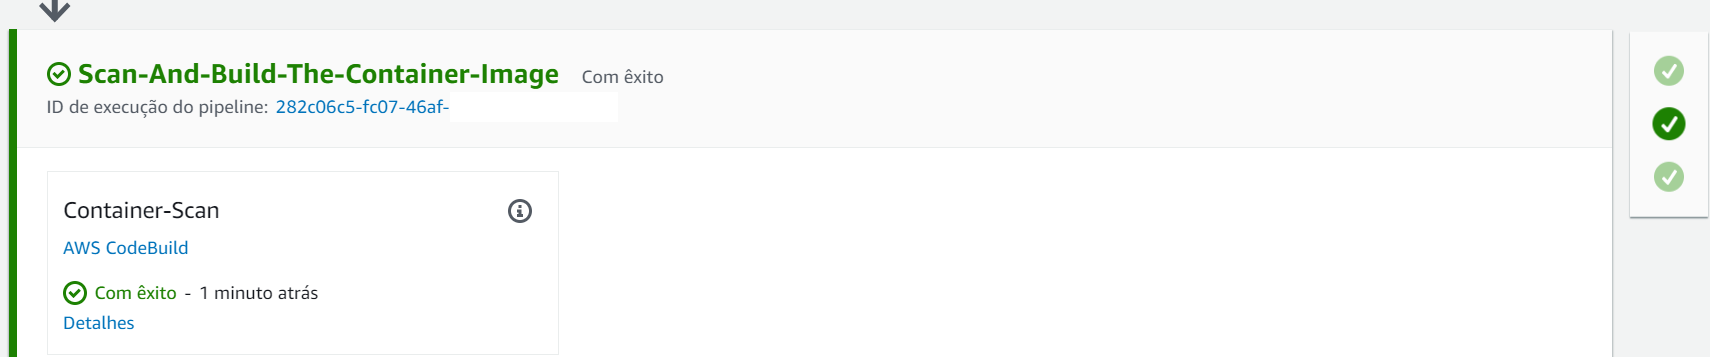 Scan-And-Build-The-Container-Image Com êxito
ID de execução do pipeline: 282c06c5-fc07-46af-
Container-Scan
AWS CodeBuild
Com êxito - 1 minuto atrás
Detalhes